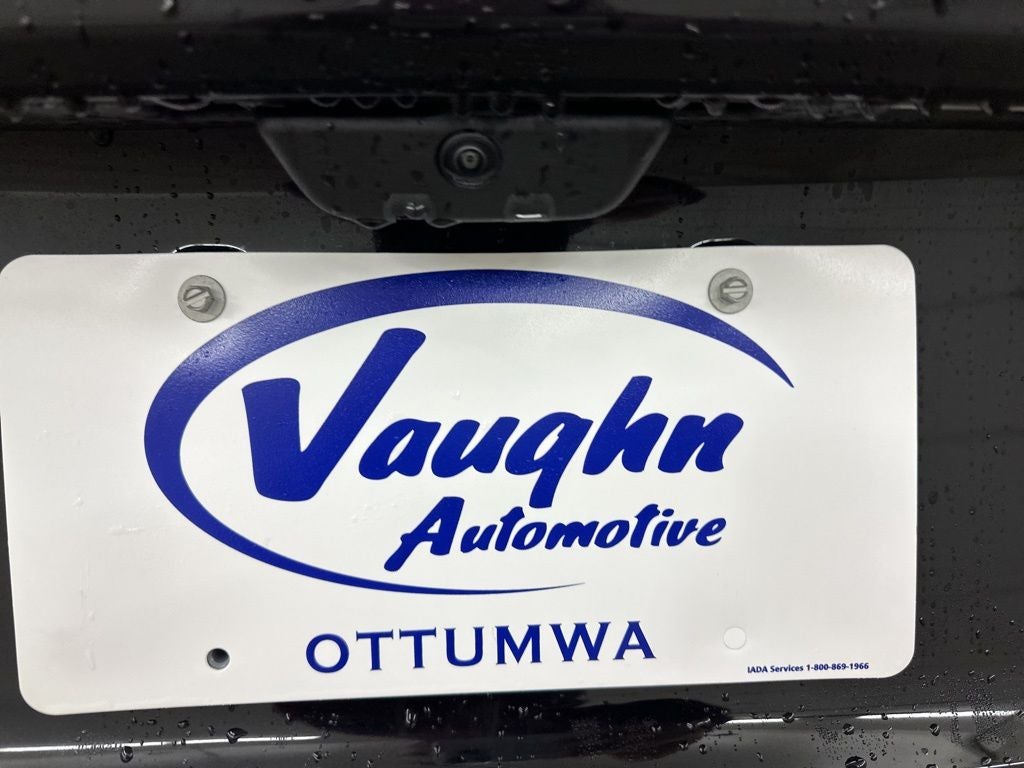 Vaughn
Automotive
OTTUMWA
IADA Services 1-800-869-1966